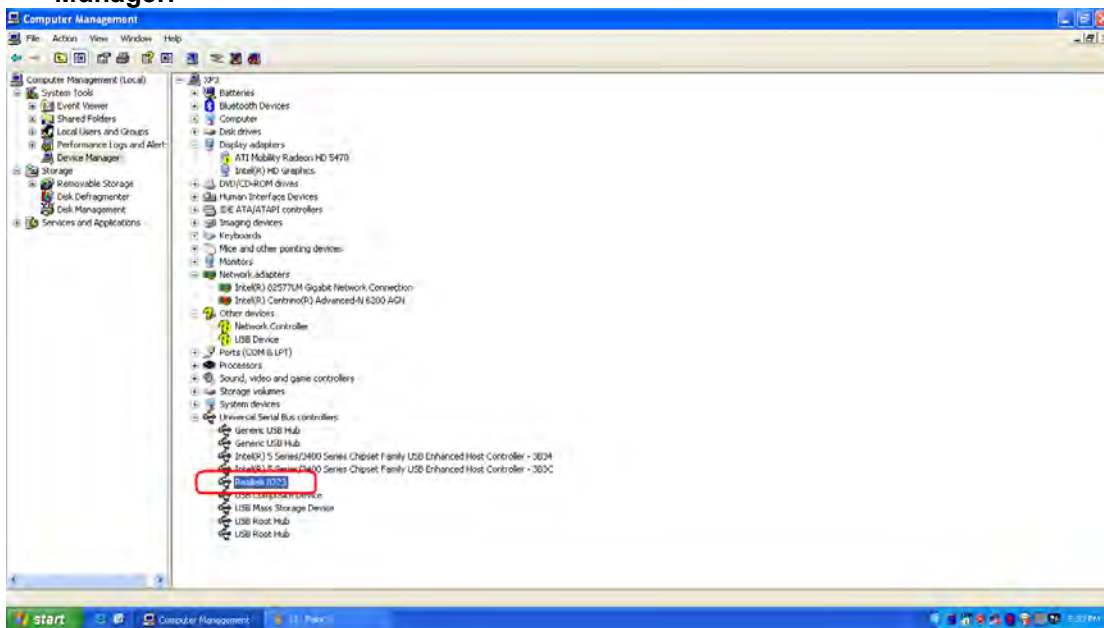 Manager.
Computer Management
File Action View Window Help
Computer Management (Local)
System Tools
Event Viewer
Shared Folders
Local Users and Groups
Performance Logs and Alert
Device Manager
Storage
Removable Storage
Disk Defragmenter
Disk Management
Services and Applications
XP3
Batteries
Bluetooth Devices
Computer
Disk drives
Display adapters
ATI Mobility Radeon HD 5470
Intel(R) HD Graphics
DVD/CD-ROM drives
Human Interface Devices
IDE ATA/ATAPI controllers
Imaging devices
Keyboards
Mice and other pointing devices
Monitors
Network adapters
Intel(R) 82577LM Gigabit Network Connection
Intel(R) Centrino(R) Advanced-N 6200 AGN
Other devices
Network Controller
USB Device
Ports (COM & LPT)
Processors
Sound, video and game controllers
Storage volumes
System devices
Universal Serial Bus controllers
Generic USB Hub
Generic USB Hub
Intel(R) 5 Series/3400 Series Chipset Family USB Enhanced Host Controller - 3B34
Intel(R) 5 Series/3400 Series Chipset Family USB Enhanced Host Controller - 3B3C
Realtek 8723
USB Composite Device
USB Mass Storage Device
USB Root Hub
USB Root Hub
start
Computer Management